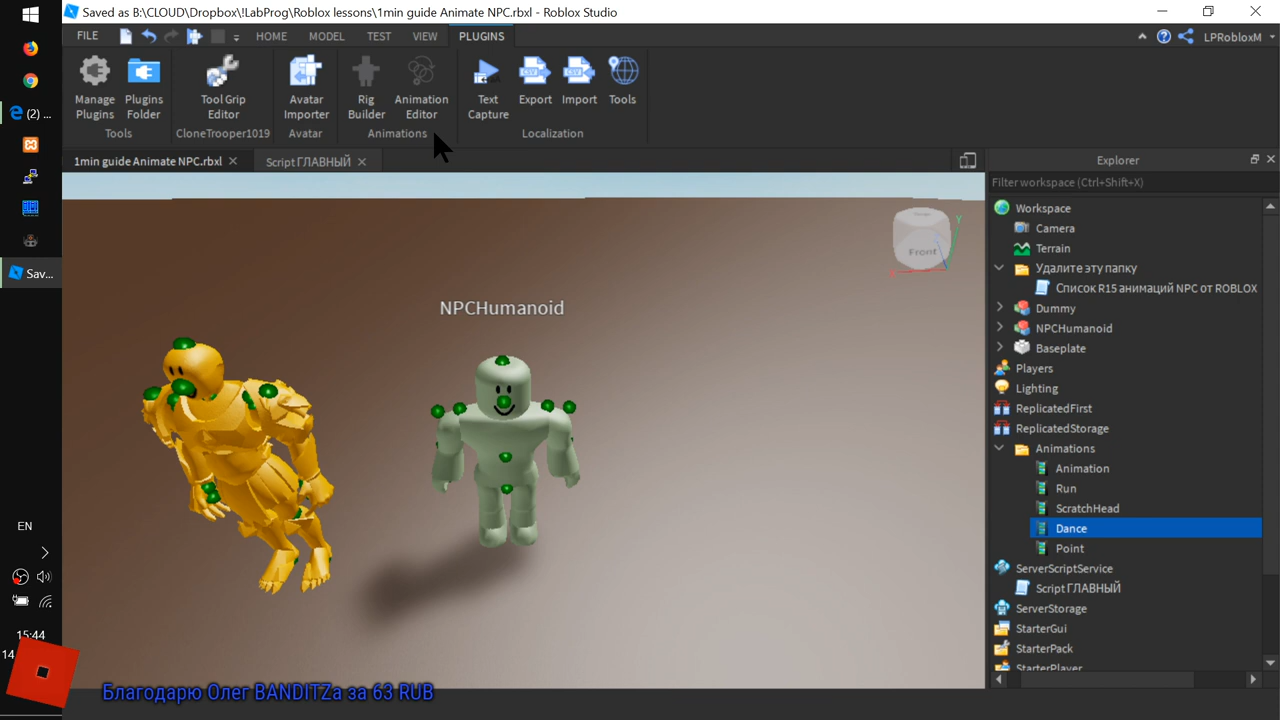 Saved as B:\CLOUD\Dropbox\!LabProg\Roblox lessons\1min guide Animate NPC.rbxl - Roblox Studio
FILE HOME MODEL TEST VIEW PLUGINS
LPRobloxM
Manage Plugins
Plugins Folder
Tools
Tool Grip Editor
CloneTrooper1019
Avatar Importer
Avatar
Rig Builder
Animation Editor
Animations
Text Capture
Export
Import
Tools
Localization
1min guide Animate NPC.rbxl
Script ГЛАВНЫЙ
Explorer
Filter workspace (Ctrl+Shift+X)
Workspace
Camera
Terrain
Удалите эту папку
Список R15 анимаций NPC от ROBLOX
Dummy
NPCHumanoid
Baseplate
Players
Lighting
ReplicatedFirst
ReplicatedStorage
Animations
Animation
Run
ScratchHead
Dance
Point
ServerScriptService
Script ГЛАВНЫЙ
ServerStorage
StarterGui
StarterPack
StarterPlayer
NPCHumanoid
Front
y
(2) ...
Sav...
EN
15:44
14
Благодарю Олег BANDITZa за 63 RUB